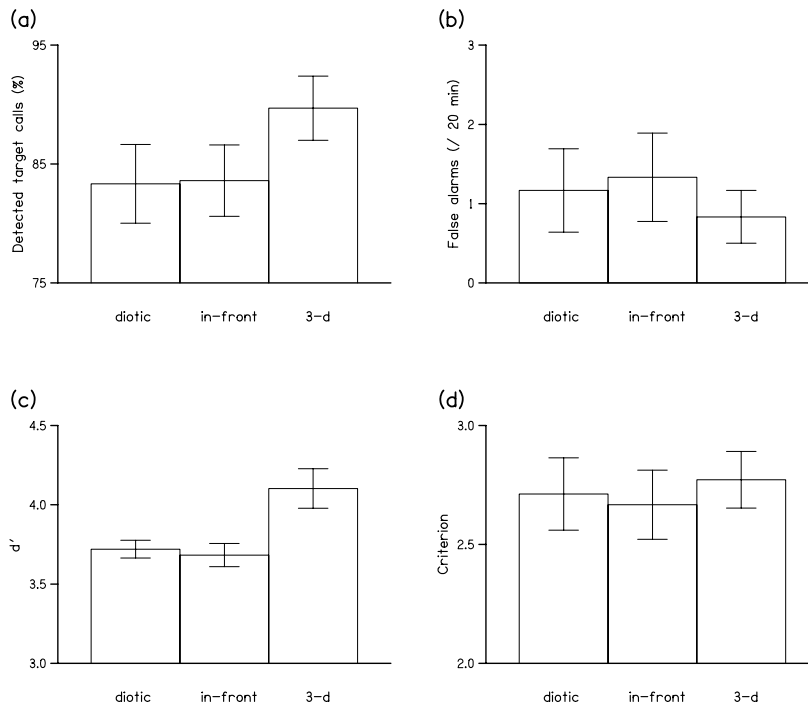 (a)
95
85
75
Detected target calls (%)
diotic in-front 3-d
(b)
3
2
1
0
False alarms (/ 20 min)
diotic in-front 3-d
(c)
4.5
4.0
3.5
3.0
d′
diotic in-front 3-d
(d)
3.0
2.5
2.0
Criterion
diotic in-front 3-d